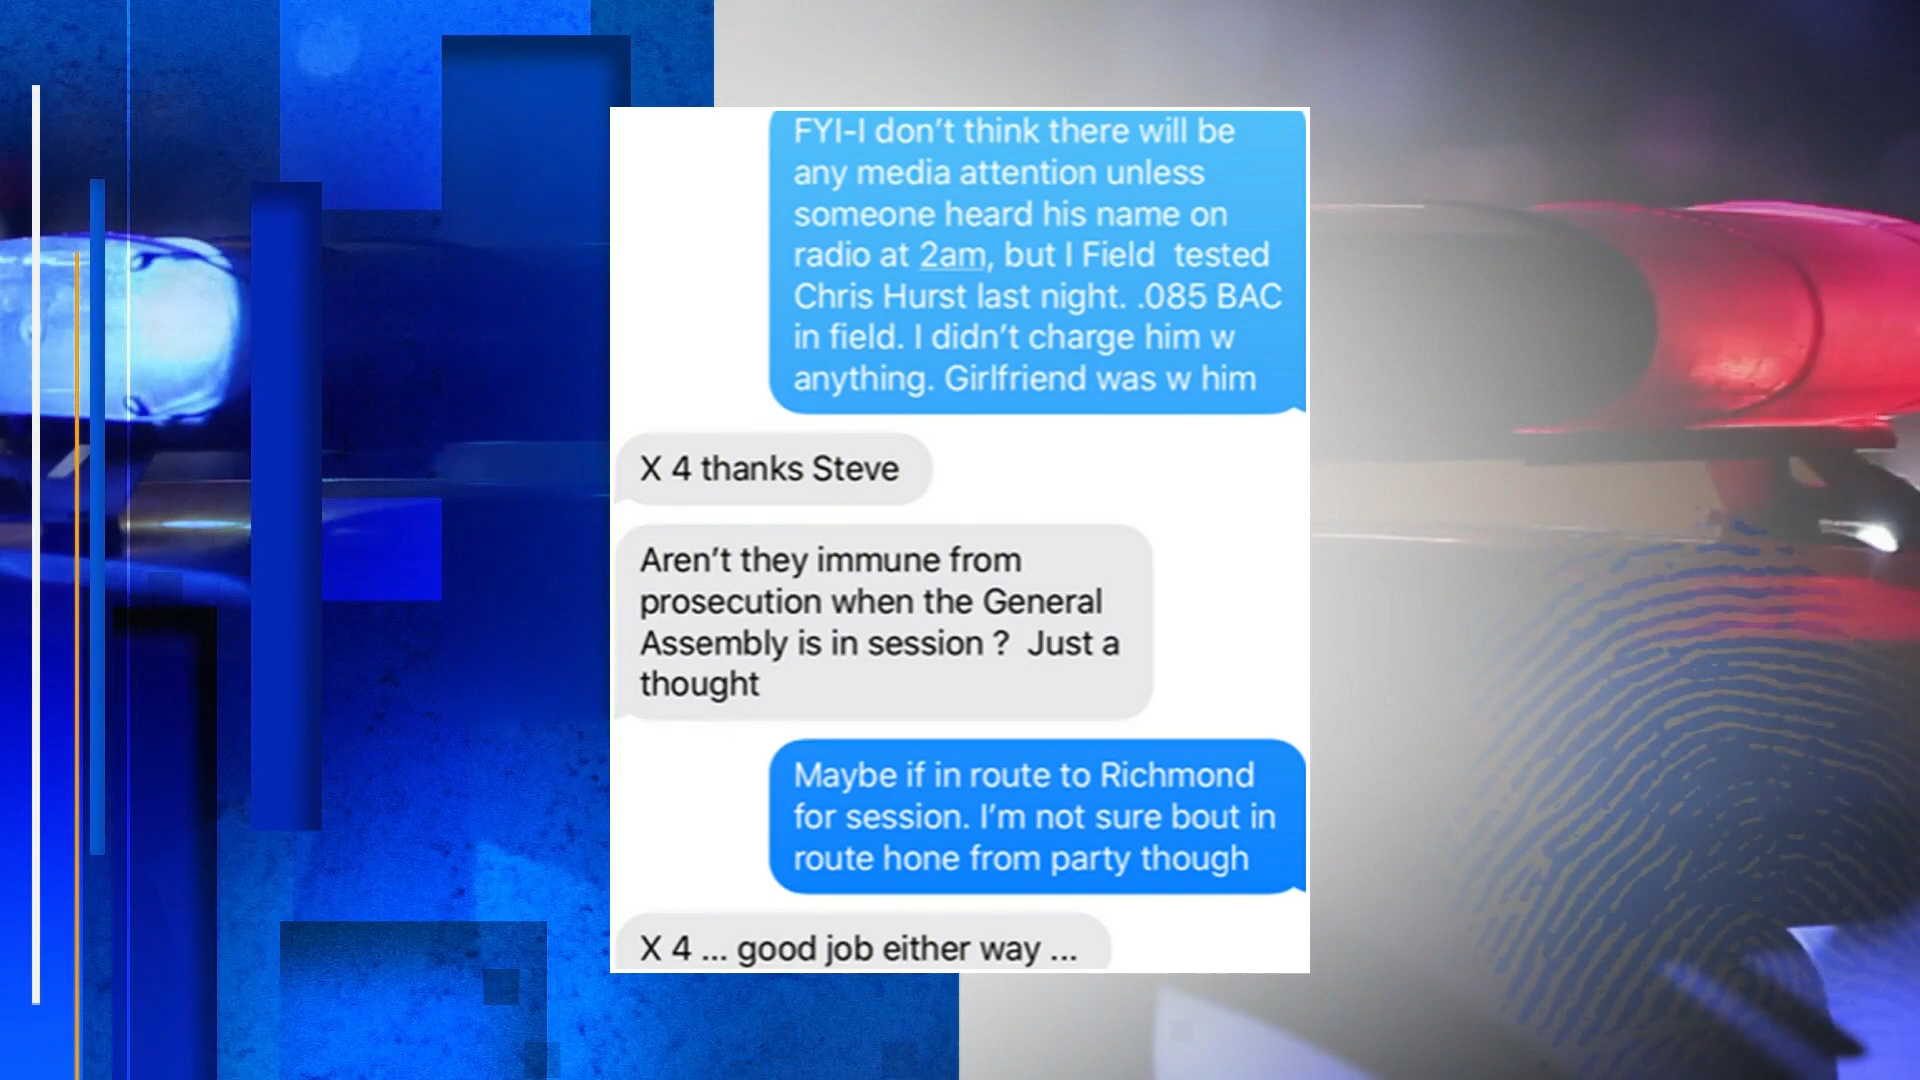 FYI-I don’t think there will be
any media attention unless
someone heard his name on
radio at 2am, but I Field  tested
Chris Hurst last night. .085 BAC
in field. I didn’t charge him w
anything. Girlfriend was w him
X 4 thanks Steve
Aren’t they immune from
prosecution when the General
Assembly is in session ?  Just a
thought
Maybe if in route to Richmond
for session. I’m not sure bout in
route hone from party though
X 4 ... good job either way ...